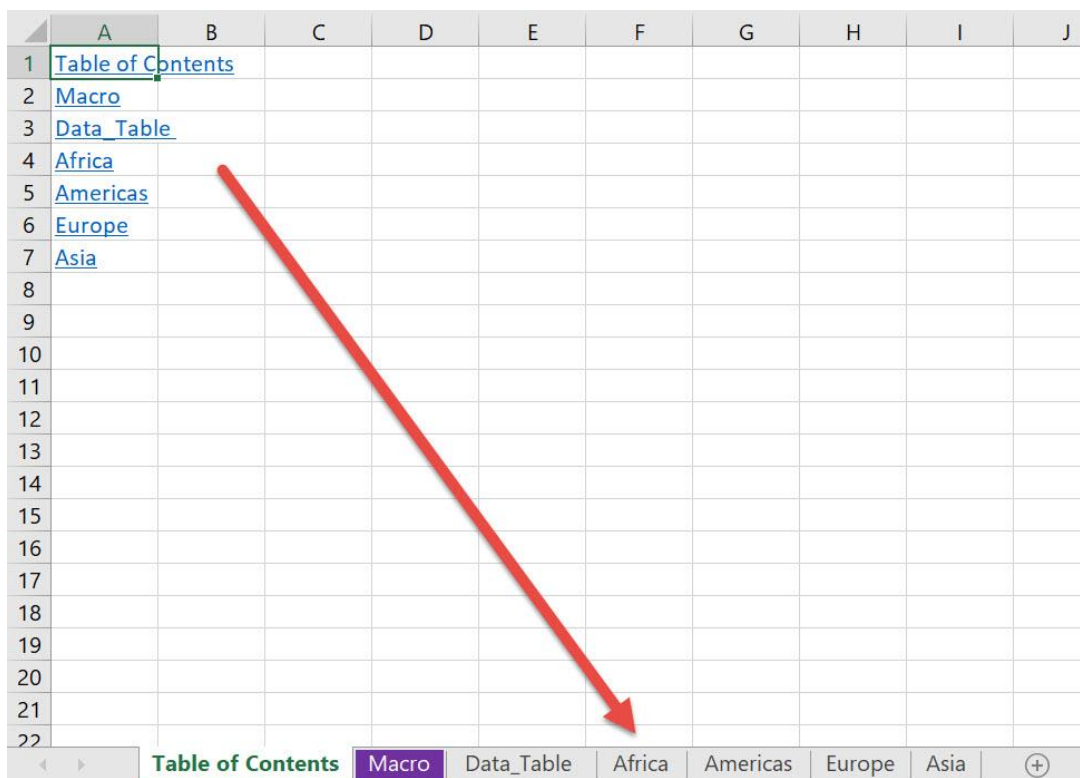 A B C D E F G H I J
1 Table of Contents
2 Macro
3 Data_Table
4 Africa
5 Americas
6 Europe
7 Asia
8
9
10
11
12
13
14
15
16
17
18
19
20
21
22
Table of Contents Macro Data_Table Africa Americas Europe Asia